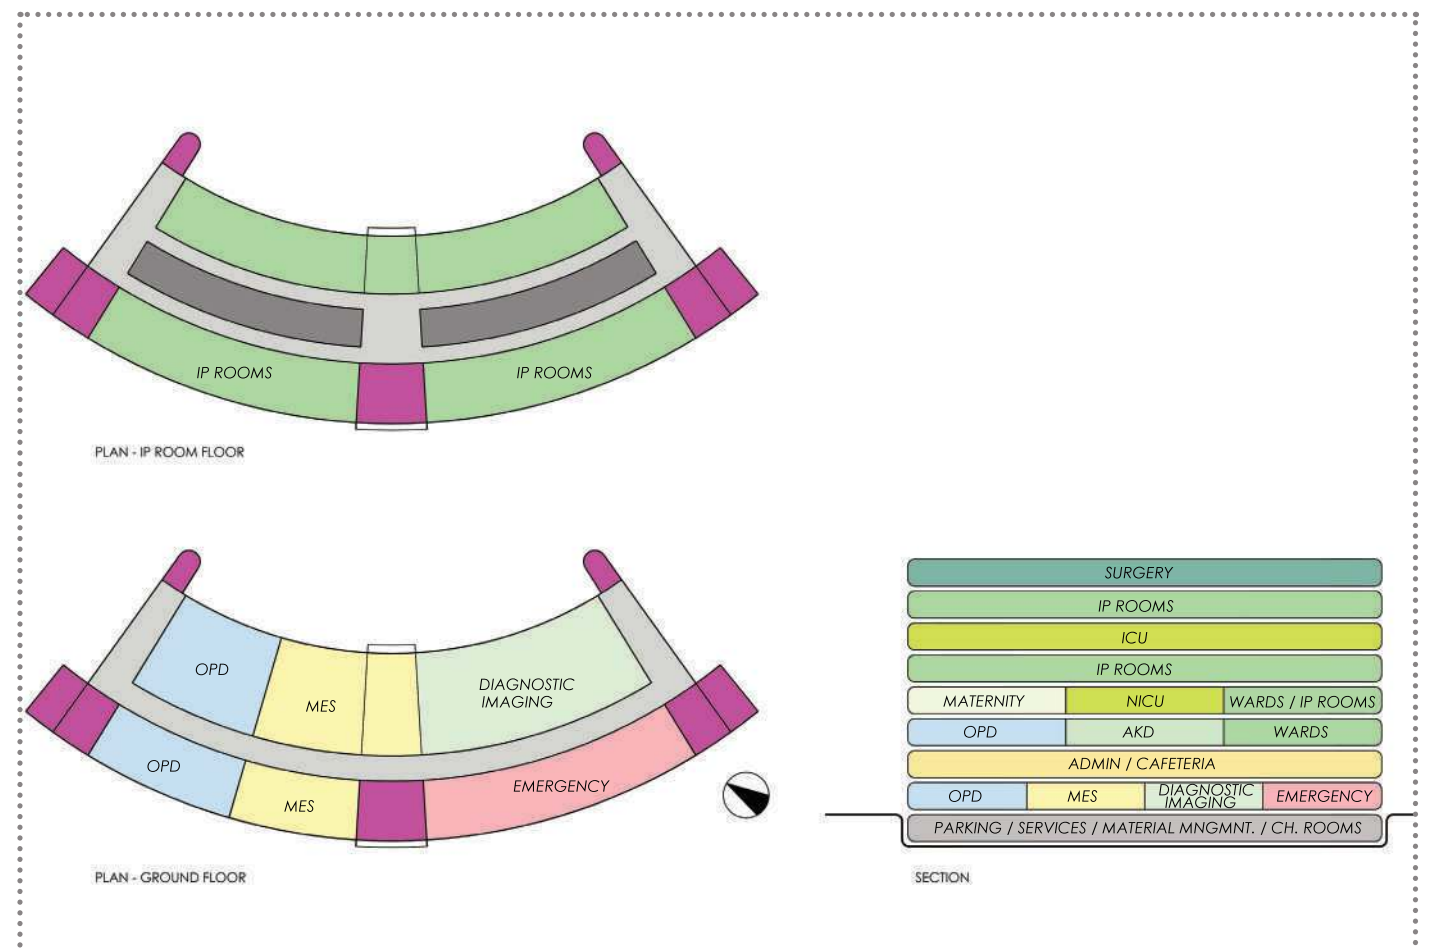 IP ROOMS
IP ROOMS
PLAN - IP ROOM FLOOR
OPD
MES
DIAGNOSTIC
IMAGING
OPD
MES
EMERGENCY
PLAN - GROUND FLOOR
SURGERY
IP ROOMS
ICU
IP ROOMS
MATERNITY
NICU
WARDS / IP ROOMS
OPD
AKD
WARDS
ADMIN / CAFETERIA
OPD
MES
DIAGNOSTIC
IMAGING
EMERGENCY
PARKING / SERVICES / MATERIAL MNGMNT. / CH. ROOMS
SECTION